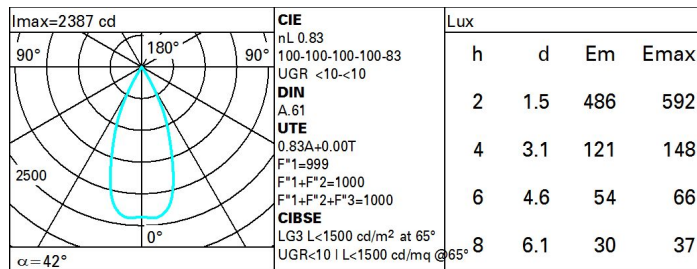 Imax=2387 cd
90°
180°
90°
2500
0°
α=42°
CIE
nL 0.83
100-100-100-100-83
UGR <10-<10
DIN
A.61
UTE
0.83A+0.00T
F"1=999
F"1+F"2=1000
F"1+F"2+F"3=1000
CIBSE
LG3 L<1500 cd/m² at 65°
UGR<10 | L<1500 cd/mq @65°
Lux
h d Em Emax
2 1.5 486 592
4 3.1 121 148
6 4.6 54 66
8 6.1 30 37